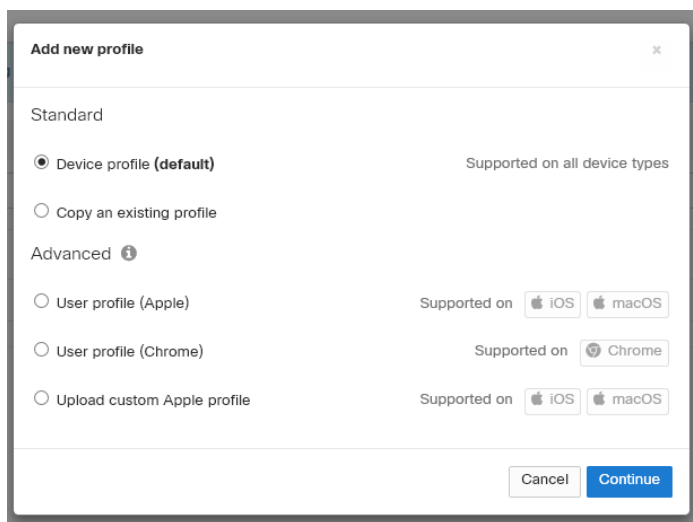 Add new profile ×
Standard
Device profile (default) Supported on all device types
Copy an existing profile
Advanced
User profile (Apple) Supported on iOS macOS
User profile (Chrome) Supported on Chrome
Upload custom Apple profile Supported on iOS macOS
Cancel Continue